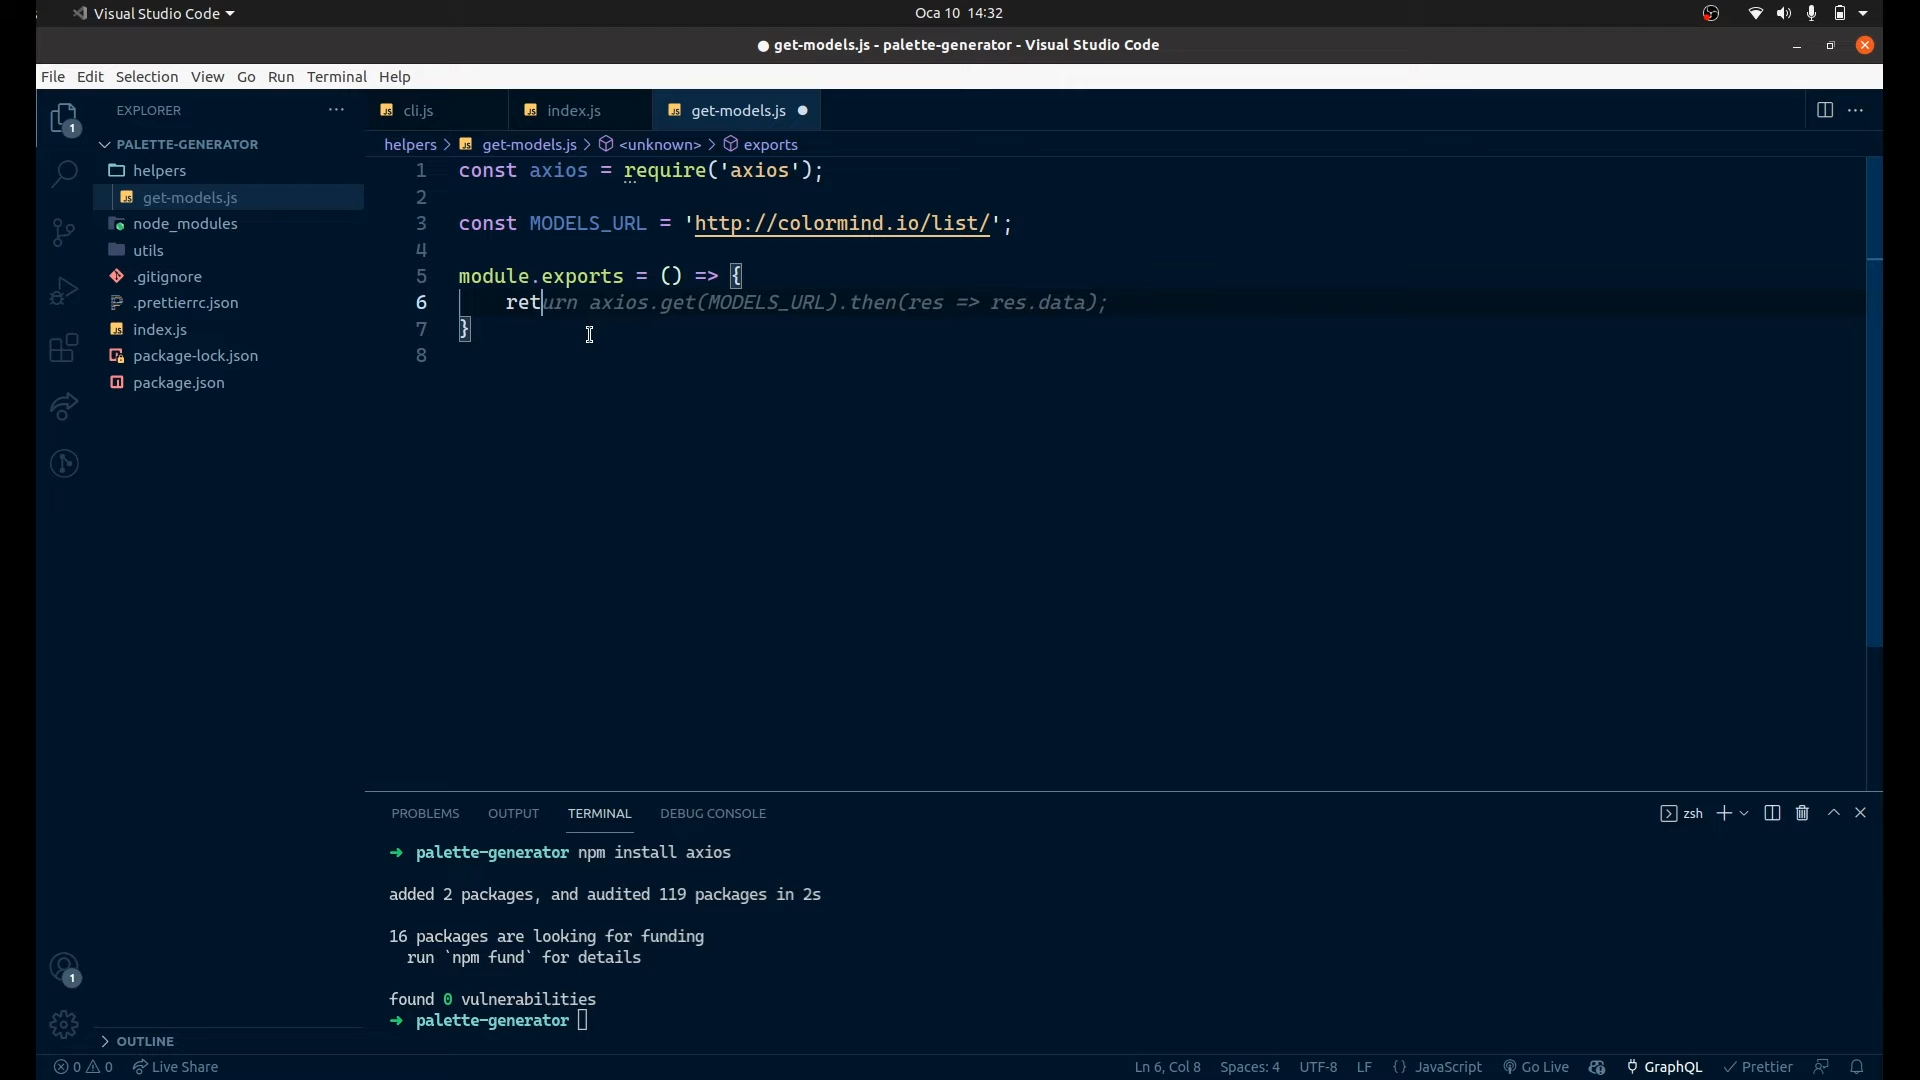 Visual Studio Code
Oca 10 14:32
● get-models.js - palette-generator - Visual Studio Code
File Edit Selection View Go Run Terminal Help
EXPLORER
cli.js
index.js
get-models.js
PALETTE-GENERATOR
helpers
get-models.js
node_modules
utils
.gitignore
.prettierrc.json
index.js
package-lock.json
package.json
OUTLINE
helpers > get-models.js > <unknown> > exports
1 const axios = require('axios');
2
3 const MODELS_URL = 'http://colormind.io/list/';
4
5 module.exports = () => {
6 return axios.get(MODELS_URL).then(res => res.data);
7 }
8
PROBLEMS OUTPUT TERMINAL DEBUG CONSOLE
zsh
➜ palette-generator npm install axios
added 2 packages, and audited 119 packages in 2s
16 packages are looking for funding
run `npm fund` for details
found 0 vulnerabilities
➜ palette-generator
1
1
0 0 Live Share
Ln 6, Col 8 Spaces: 4 UTF-8 LF {} JavaScript Go Live GraphQL Prettier